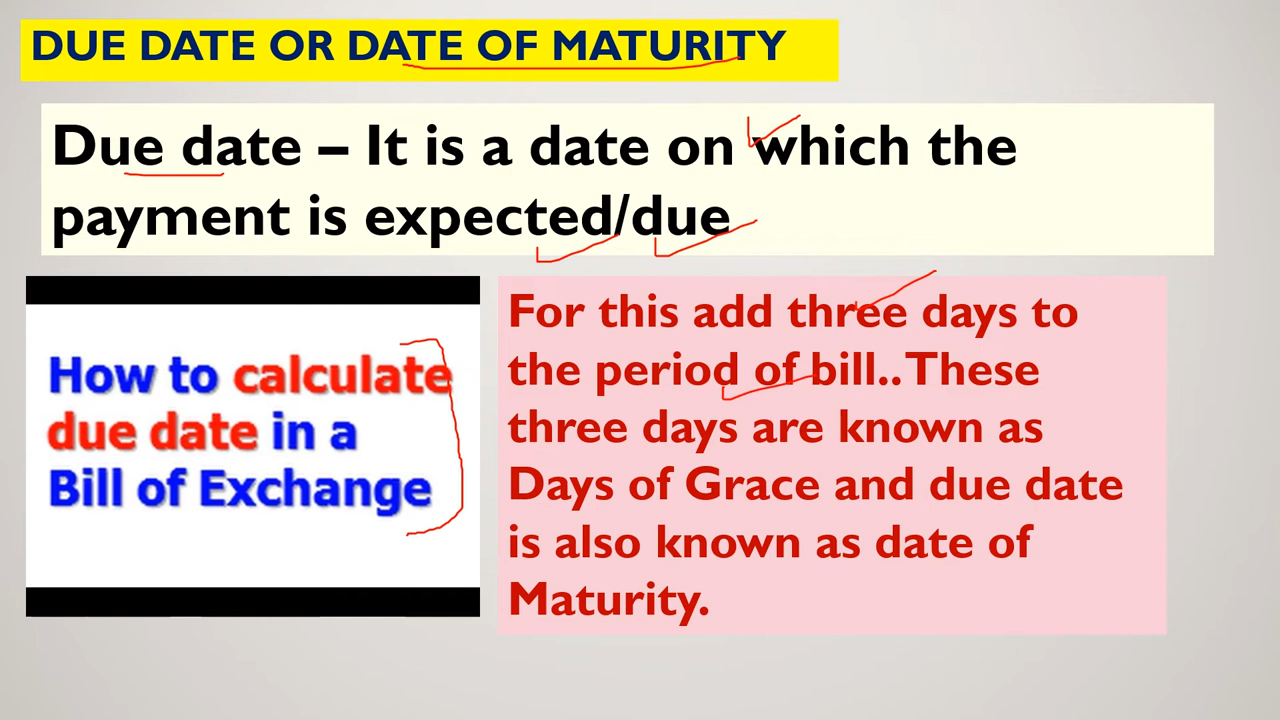 DUE DATE OR DATE OF MATURITY
Due date – It is a date on which the
payment is expected/due
How to calculate
due date in a
Bill of Exchange
For this add three days to
the period of bill.. These
three days are known as
Days of Grace and due date
is also known as date of
Maturity.